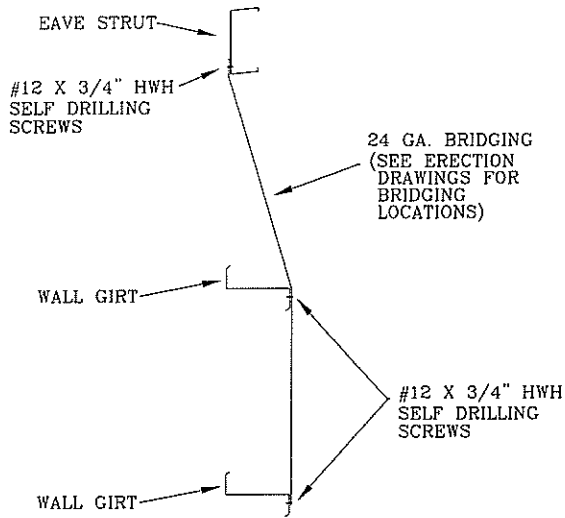 EAVE STRUT
#12 X 3/4" HWH
SELF DRILLING
SCREWS
24 GA. BRIDGING
(SEE ERECTION
DRAWINGS FOR
BRIDGING
LOCATIONS)
WALL GIRT
#12 X 3/4" HWH
SELF DRILLING
SCREWS
WALL GIRT